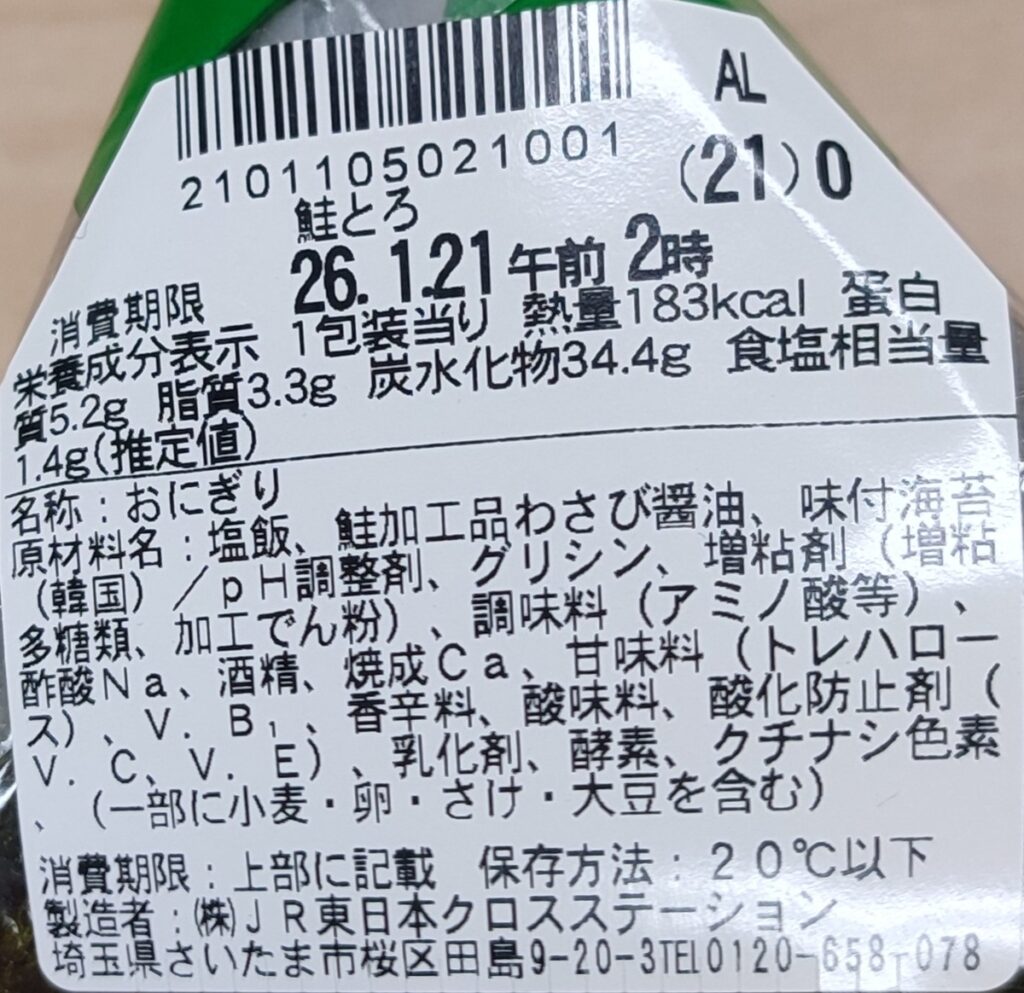 AL
2101105021001
(21)0
鮭とろ
消費期限 26.1.21午前2時
栄養成分表示 1包装当り 熱量183kcal 蛋白
質5.2g 脂質3.3g 炭水化物34.4g 食塩相当量
1.4g(推定値)
名称:おにぎり
原材料名:塩飯、鮭加工品わさび醤油、味付海苔
(韓国)/pH調整剤、グリシン、増粘剤(増粘
多糖類、加工でん粉)、調味料(アミノ酸等)、
酢酸Na、酒精、焼成Ca、甘味料(トレハロー
ス)、V.B₁、香辛料、酸味料、酸化防止剤(
V.C、V.E)、乳化剤、酵素、クチナシ色素
、(一部に小麦・卵・さけ・大豆を含む)
消費期限:上部に記載 保存方法:20℃以下
製造者:㈱JR東日本クロスステーション
埼玉県さいたま市桜区田島9-20-3TEL0120-658-078